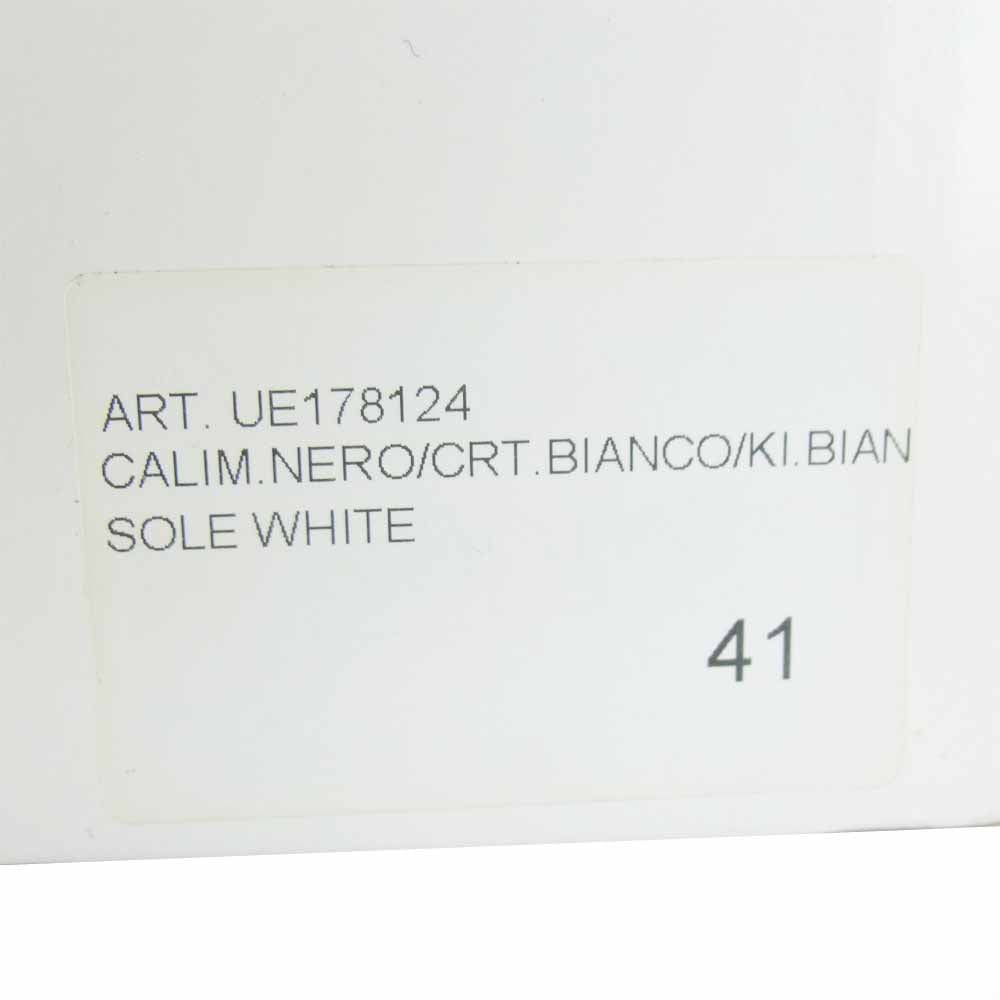 ART. UE178124
CALIM.NERO/CRT.BIANCO/KI.BIAN
SOLE WHITE
41